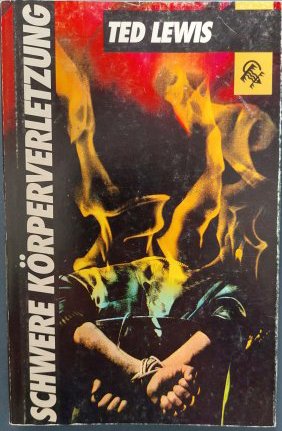 TED LEWIS
SCHWERE KÖRPERVERLETZUNG